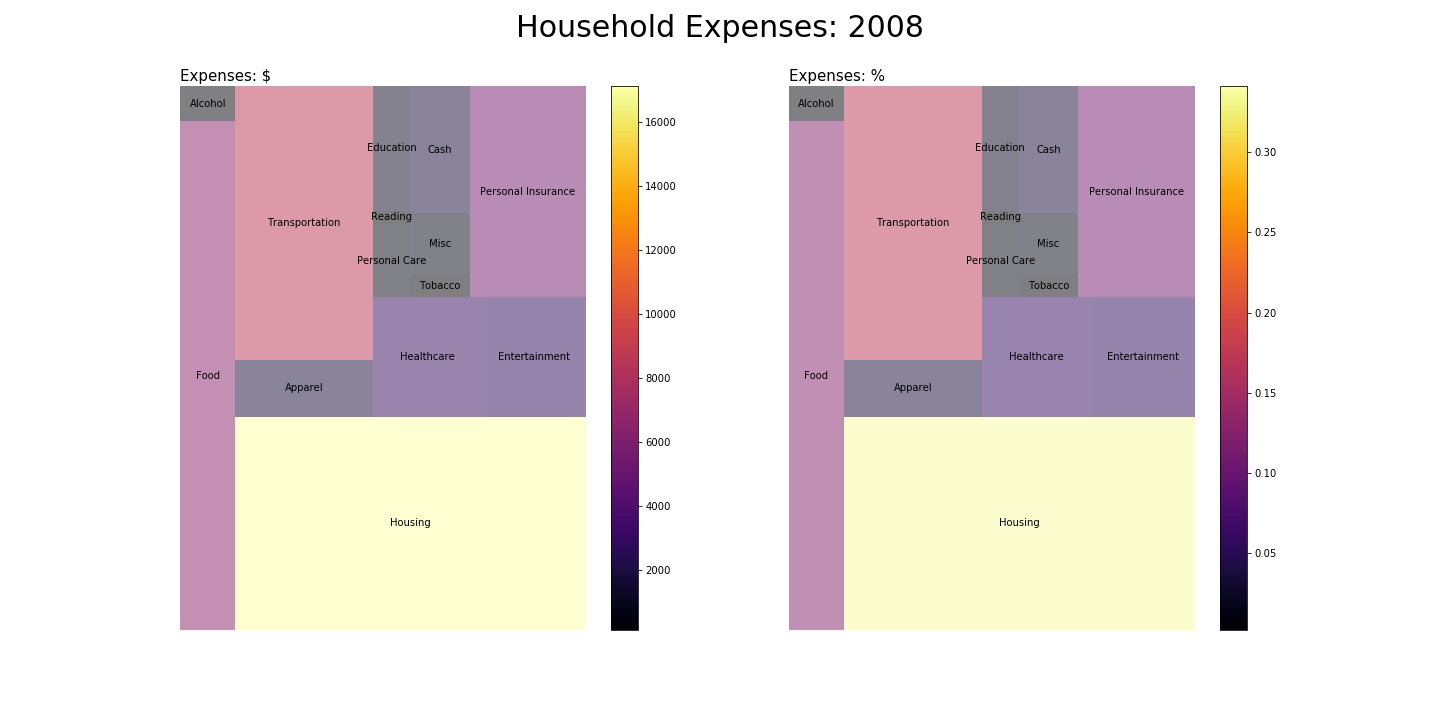 Household Expenses: 2008
Expenses: $
Alcohol
Transportation
Education
Cash
Personal Insurance
Reading
Misc
Personal Care
Tobacco
Food
Apparel
Healthcare
Entertainment
Housing
16000
14000
12000
10000
8000
6000
4000
2000
Expenses: %
Alcohol
Transportation
Education
Cash
Personal Insurance
Reading
Misc
Personal Care
Tobacco
Food
Apparel
Healthcare
Entertainment
Housing
0.30
0.25
0.20
0.15
0.10
0.05